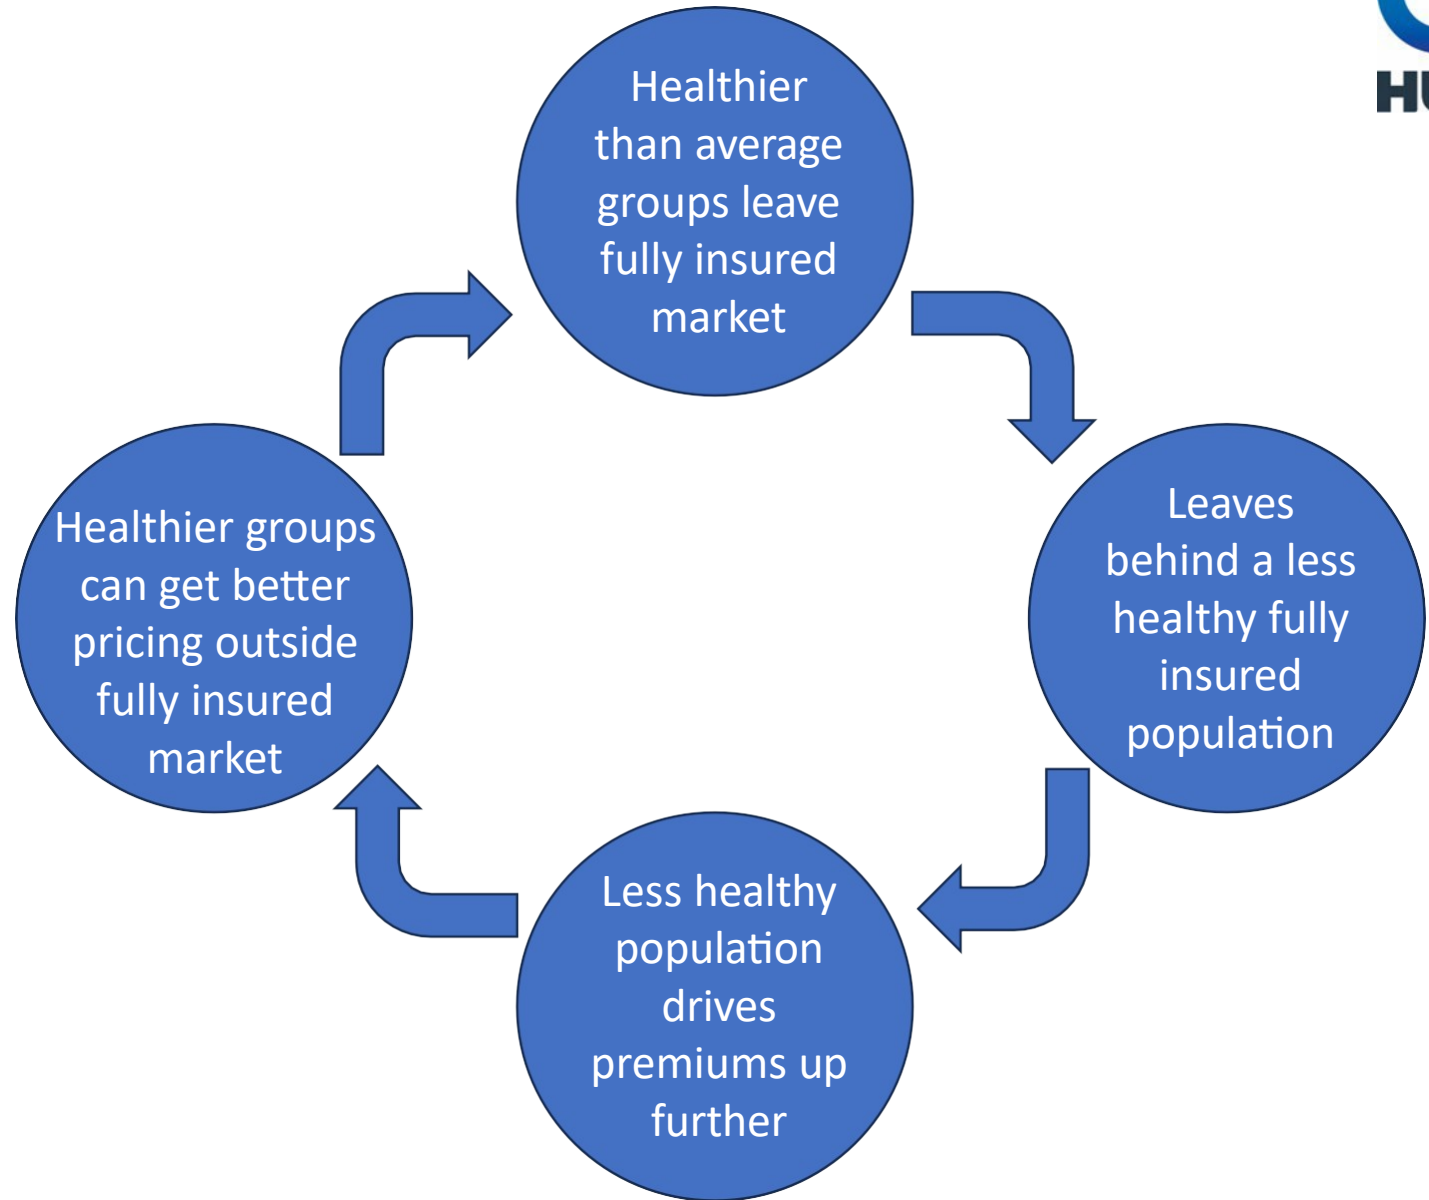 Healthier
than average
groups leave
fully insured
market
Leaves
behind a less
healthy fully
insured
population
Less healthy
population
drives
premiums up
further
Healthier groups
can get better
pricing outside
fully insured
market